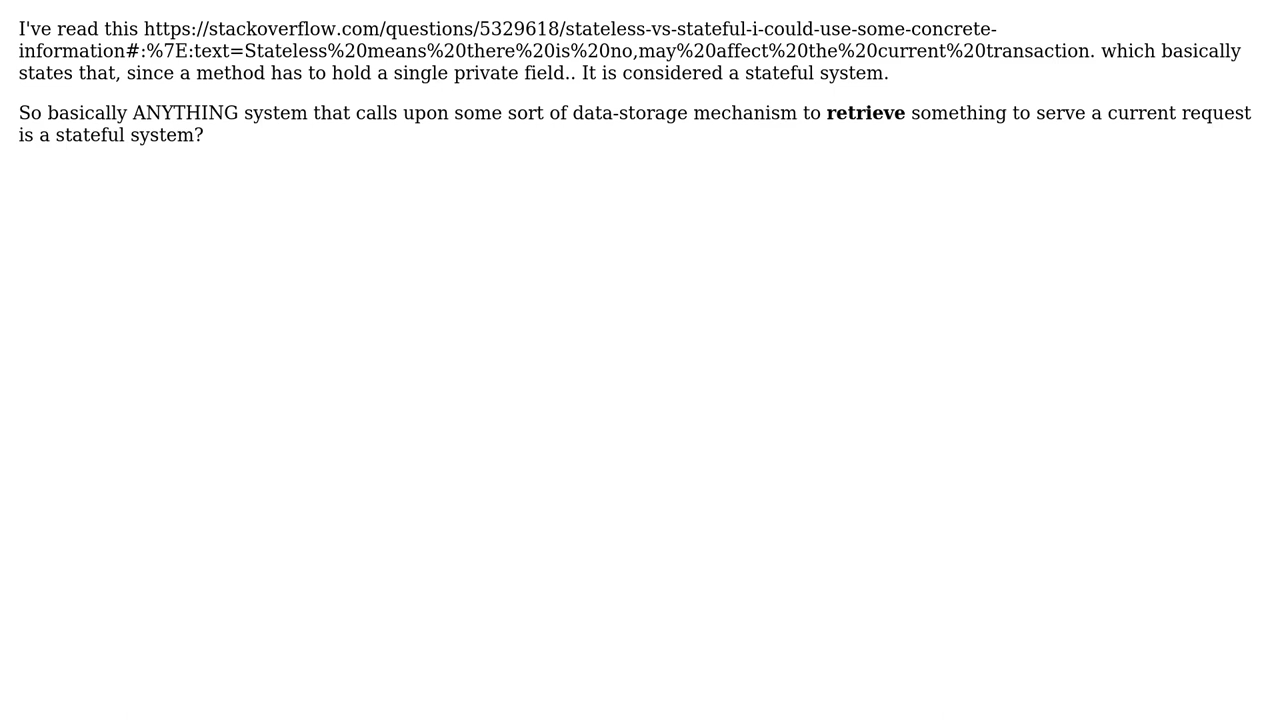 I've read this https://stackoverflow.com/questions/5329618/stateless-vs-stateful-i-could-use-some-concrete-
information#:%7E:text=Stateless%20means%20there%20is%20no,may%20affect%20the%20current%20transaction. which basically
states that, since a method has to hold a single private field.. It is considered a stateful system.
So basically ANYTHING system that calls upon some sort of data-storage mechanism to retrieve something to serve a current request
is a stateful system?